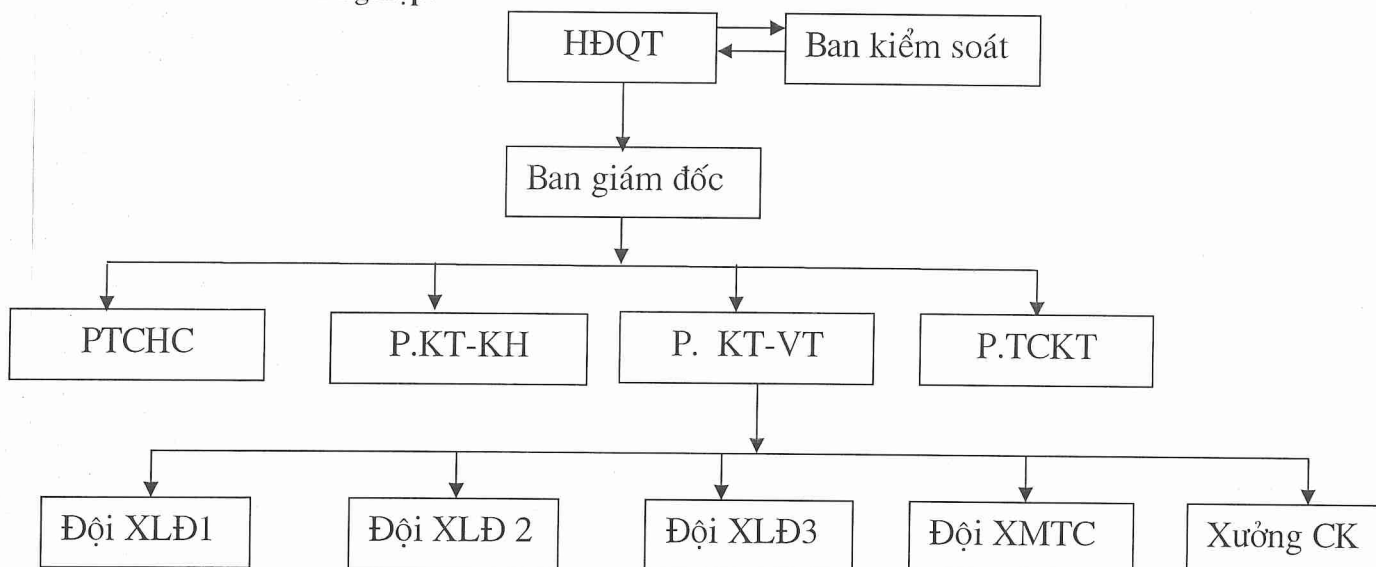 HĐQT
Ban kiểm soát
Ban giám đốc
PTCHC
P.KT-KH
P. KT-VT
P.TCKT
Đội XLĐ1
Đội XLĐ 2
Đội XLĐ3
Đội XMTC
Xưởng CK